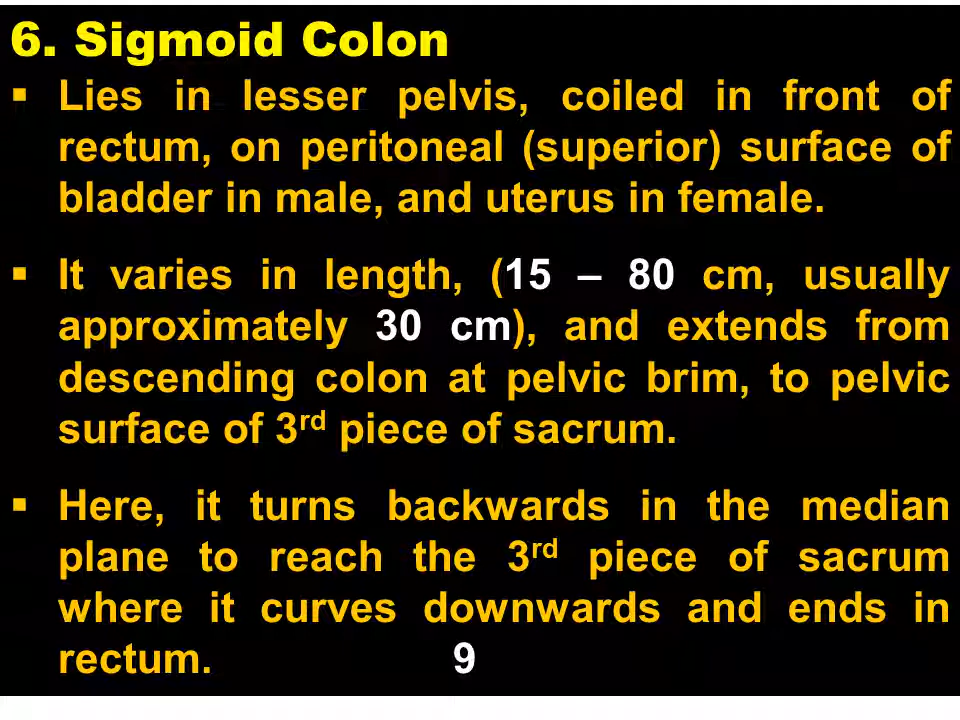 6. Sigmoid Colon
▪ Lies in lesser pelvis, coiled in front of
rectum, on peritoneal (superior) surface of
bladder in male, and uterus in female.
▪ It varies in length, (15 – 80 cm, usually
approximately 30 cm), and extends from
descending colon at pelvic brim, to pelvic
surface of 3rd piece of sacrum.
▪ Here, it turns backwards in the median
plane to reach the 3rd piece of sacrum
where it curves downwards and ends in
rectum. 9